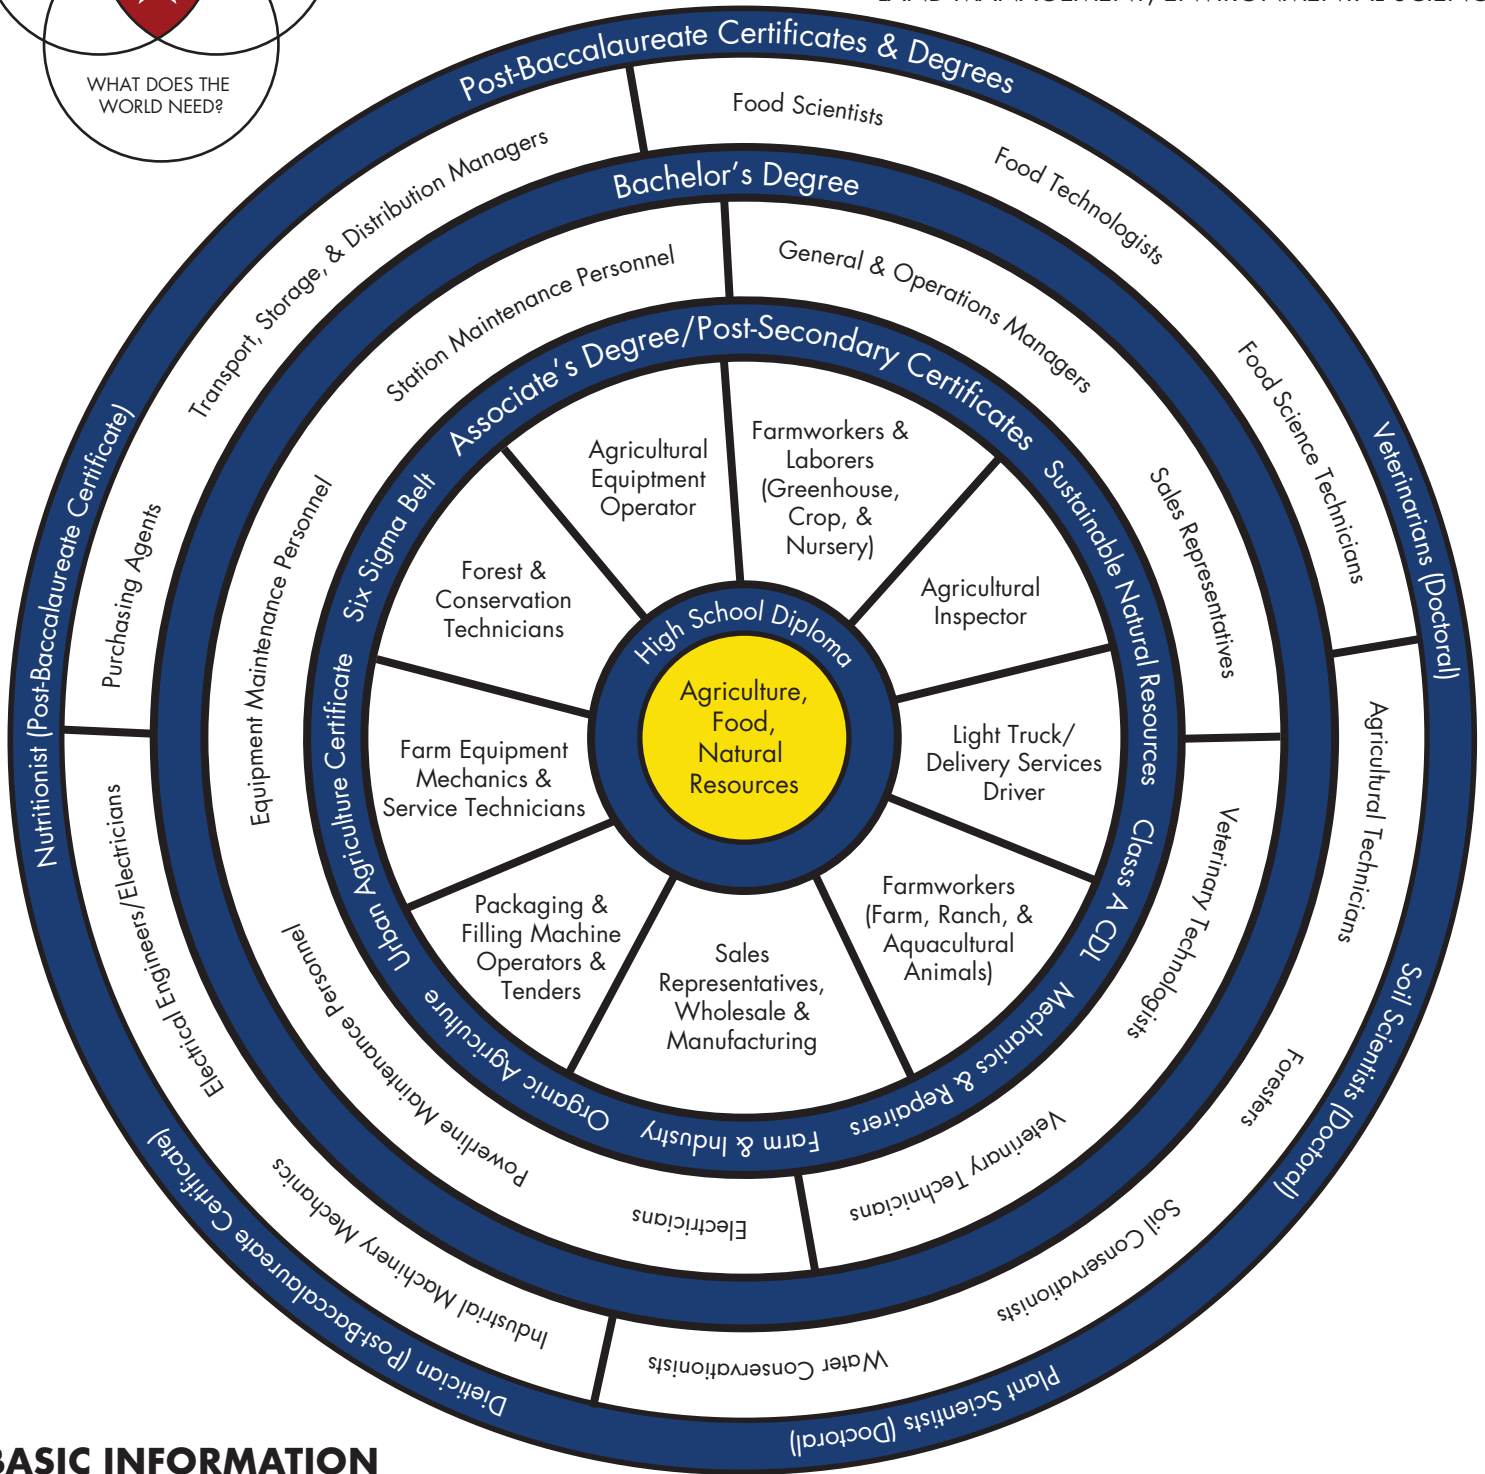 WHAT DOES THE
WORLD NEED?
Post-Baccalaureate Certificates & Degrees
Veterinarians (Doctoral)
Soil Scientists (Doctoral)
Plant Scientists (Doctoral)
Dietician (Post-Baccalaureate Certificate)
Nutritionist (Post-Baccalaureate Certificate)
Food Scientists
Food Technologists
Food Science Technicians
Agricultural Technicians
Foresters
Soil Conservationists
Water Conservationists
Industrial Machinery Mechanics
Electrical Engineers/Electricians
Purchasing Agents
Transport, Storage, & Distribution Managers
Bachelor's Degree
General & Operations Managers
Sales Representatives
Veterinary Technologists
Veterinary Technicians
Electricians
Powerline Maintenance Personnel
Equipment Maintenance Personnel
Station Maintenance Personnel
Associate's Degree/Post-Secondary Certificates
Sustainable Natural Resources
Classs A CDL
Mechanics & Repairers
Farm & Industry
Organic Agriculture
Urban Agriculture Certificate
Six Sigma Belt
Agricultural
Equiptment
Operator
Farmworkers &
Laborers
(Greenhouse,
Crop, &
Nursery)
Agricultural
Inspector
Light Truck/
Delivery Services
Driver
Farmworkers
(Farm, Ranch, &
Aquacultural
Animals)
Sales
Representatives,
Wholesale &
Manufacturing
Packaging &
Filling Machine
Operators &
Tenders
Farm Equipment
Mechanics &
Service Technicians
Forest &
Conservation
Technicians
High School Diploma
Agriculture,
Food,
Natural
Resources
BASIC INFORMATION